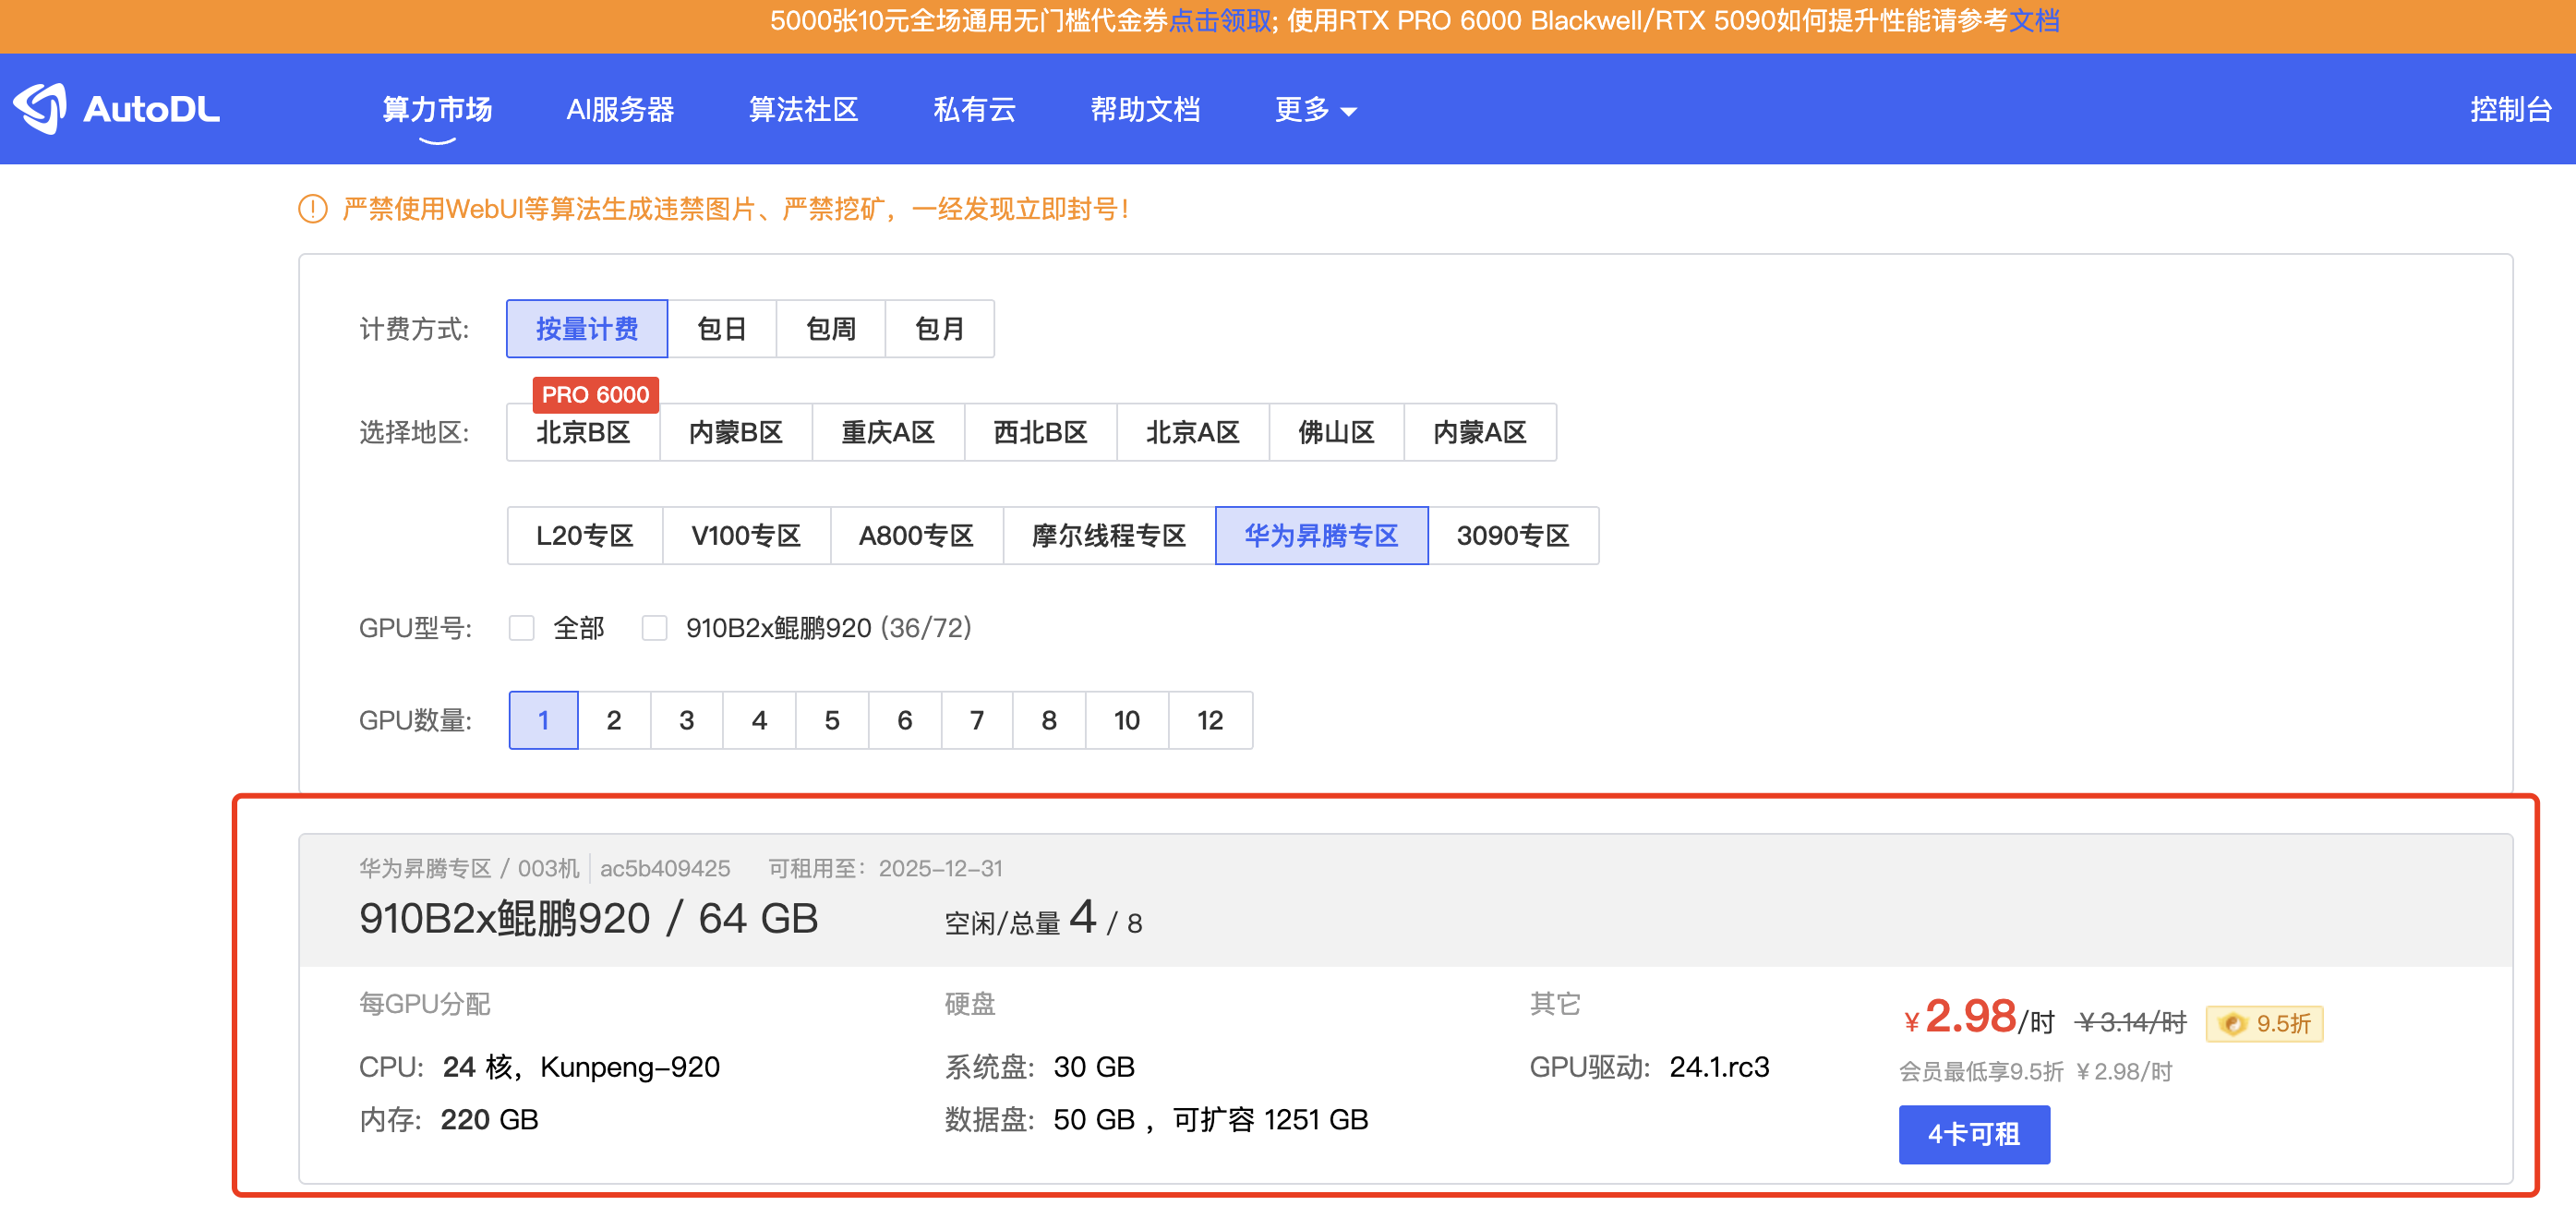 5000张10元全场通用无门槛代金券点击领取; 使用RTX PRO 6000 Blackwell/RTX 5090如何提升性能请参考文档
AutoDL 算力市场 AI服务器 算法社区 私有云 帮助文档 更多 控制台
严禁使用WebUI等算法生成违禁图片、严禁挖矿，一经发现立即封号！
计费方式: 按量计费 包日 包周 包月
PRO 6000
选择地区: 北京B区 内蒙B区 重庆A区 西北B区 北京A区 佛山区 内蒙A区
L20专区 V100专区 A800专区 摩尔线程专区 华为昇腾专区 3090专区
GPU型号: 全部 910B2x鲲鹏920 (36/72)
GPU数量: 1 2 3 4 5 6 7 8 10 12
华为昇腾专区 / 003机 ac5b409425 可租用至：2025-12-31
910B2x鲲鹏920 / 64 GB 空闲/总量 4 / 8
每GPU分配 硬盘 其它
¥2.98/时 ¥3.14/时 9.5折
CPU: 24 核，Kunpeng-920 系统盘: 30 GB GPU驱动: 24.1.rc3
会员最低享9.5折 ¥2.98/时
内存: 220 GB 数据盘: 50 GB ，可扩容 1251 GB
4卡可租